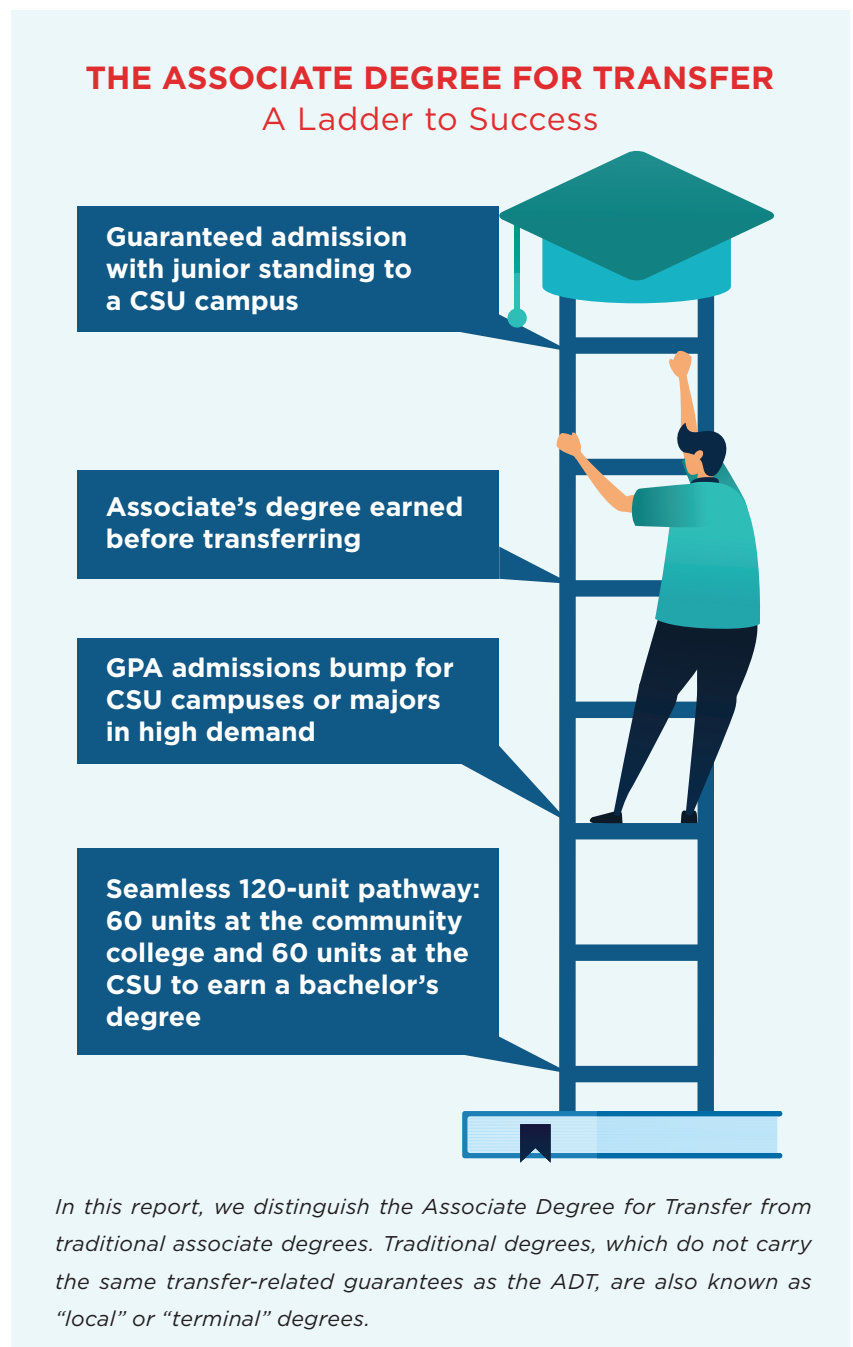 THE ASSOCIATE DEGREE FOR TRANSFER
A Ladder to Success
Guaranteed admission
with junior standing to
a CSU campus
Associate’s degree earned
before transferring
GPA admissions bump for
CSU campuses or majors
in high demand
Seamless 120-unit pathway:
60 units at the community
college and 60 units at the
CSU to earn a bachelor’s
degree
In this report, we distinguish the Associate Degree for Transfer from
traditional associate degrees. Traditional degrees, which do not carry
the same transfer-related guarantees as the ADT, are also known as
“local” or “terminal” degrees.